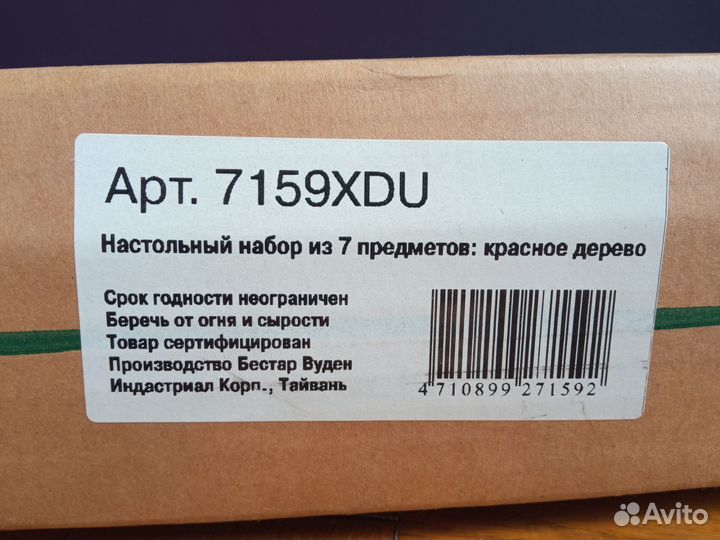 Арт. 7159XDU
Настольный набор из 7 предметов: красное дерево
Срок годности неограничен
Беречь от огня и сырости
Товар сертифицирован
Производство Бестар Вуден
Индастриал Корп., Тайвань
4 710899 271592
Avito